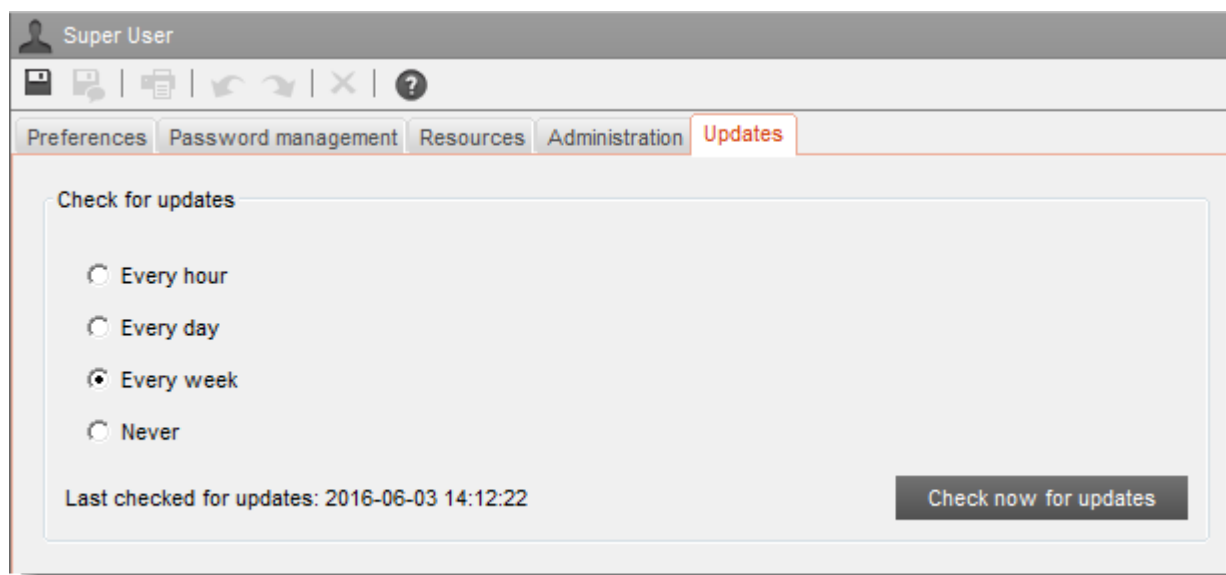 Super User
Preferences Password management Resources Administration Updates
Check for updates
Every hour
Every day
Every week
Never
Last checked for updates: 2016-06-03 14:12:22 Check now for updates